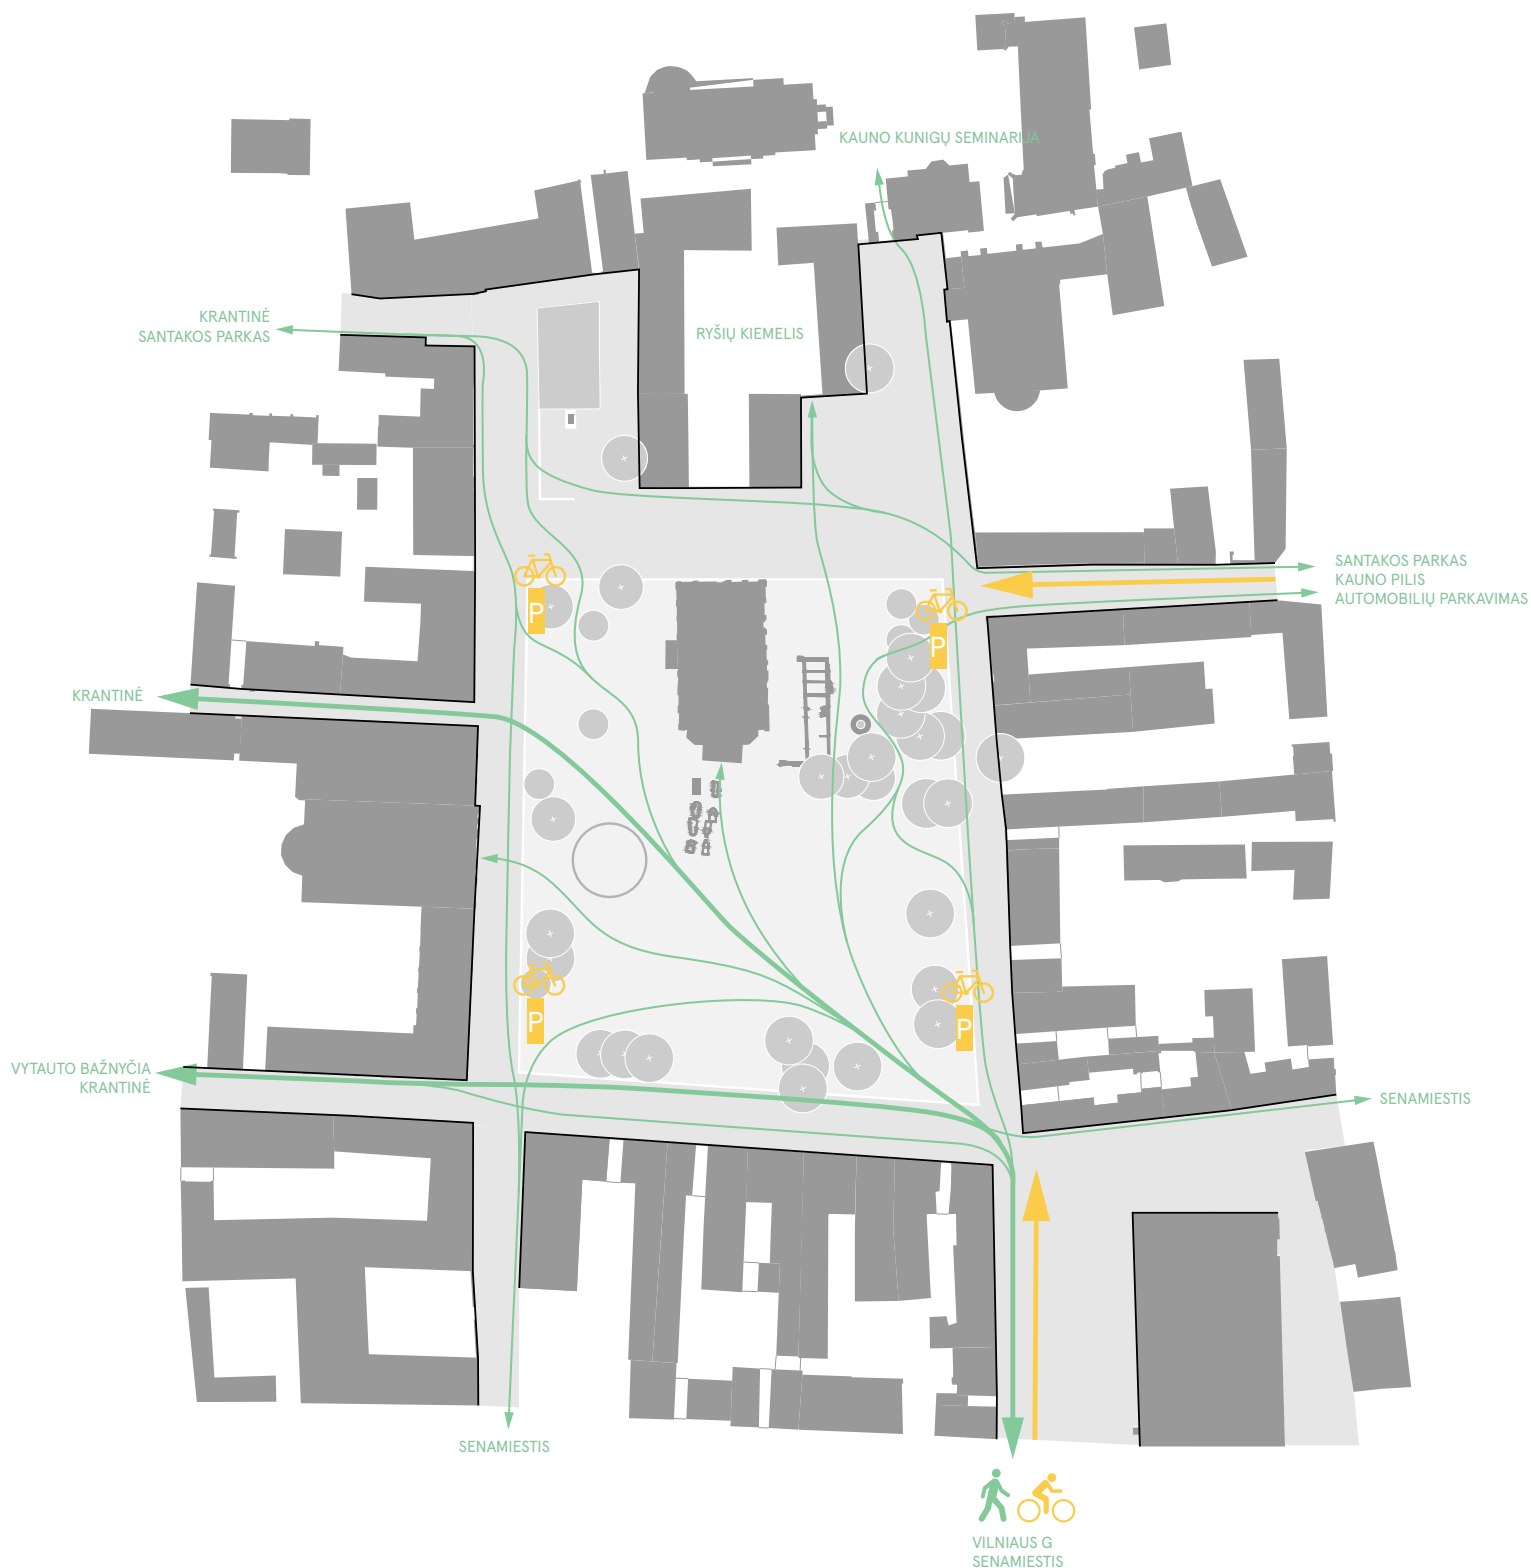 KAUNO KUNIGŲ SEMINARIJA
KRANTINĖ
SANTAKOS PARKAS
RYŠIŲ KIEMELIS
SANTAKOS PARKAS
KAUNO PILIS
AUTOMOBILIŲ PARKAVIMAS
P
P
KRANTINĖ
P
P
VYTAUTO BAŽNYČIA
KRANTINĖ
SENAMIESTIS
SENAMIESTIS
VILNIAUS G
SENAMIESTIS